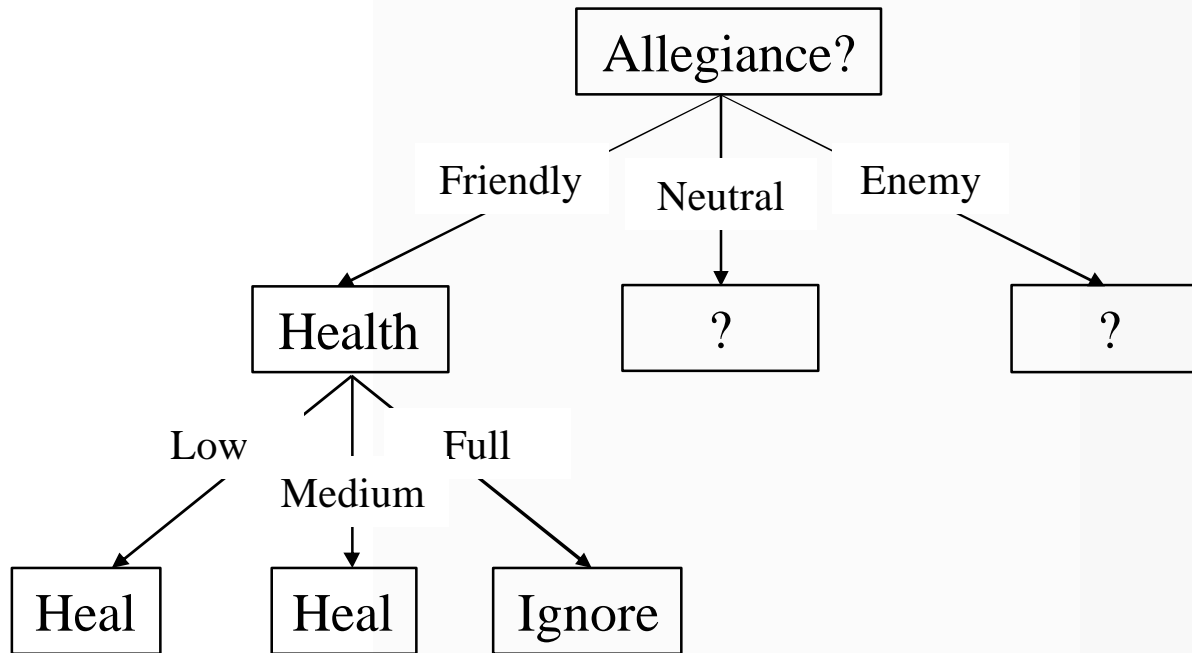 Allegiance?
Friendly
Neutral
Enemy
Health
?
?
Low
Medium
Full
Heal
Heal
Ignore